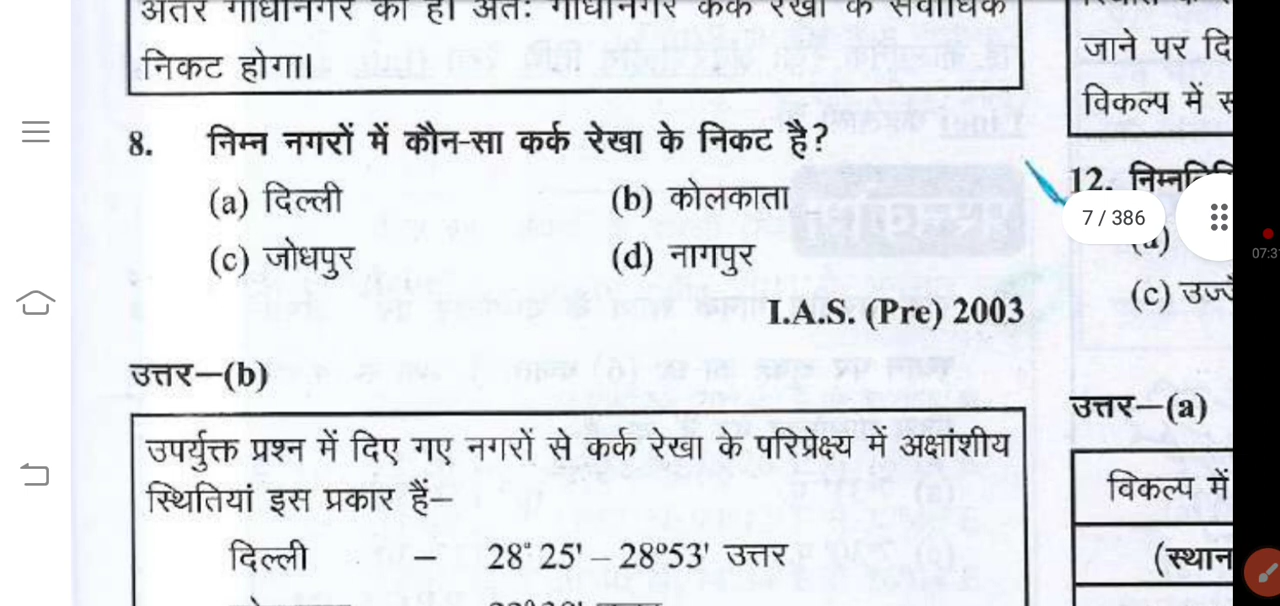 निकट होगा।
8. निम्न नगरों में कौन-सा कर्क रेखा के निकट है?
(a) दिल्ली (b) कोलकाता
(c) जोधपुर (d) नागपुर
I.A.S. (Pre) 2003
उत्तर–(b)
उपर्युक्त प्रश्न में दिए गए नगरों से कर्क रेखा के परिप्रेक्ष्य में अक्षांशीय
स्थितियां इस प्रकार हैं–
दिल्ली – 28°25' – 28°53' उत्तर
जाने पर
विकल्प में
12.
7 / 386
(c)
उत्तर–(a)
विकल्प में
(स्थान